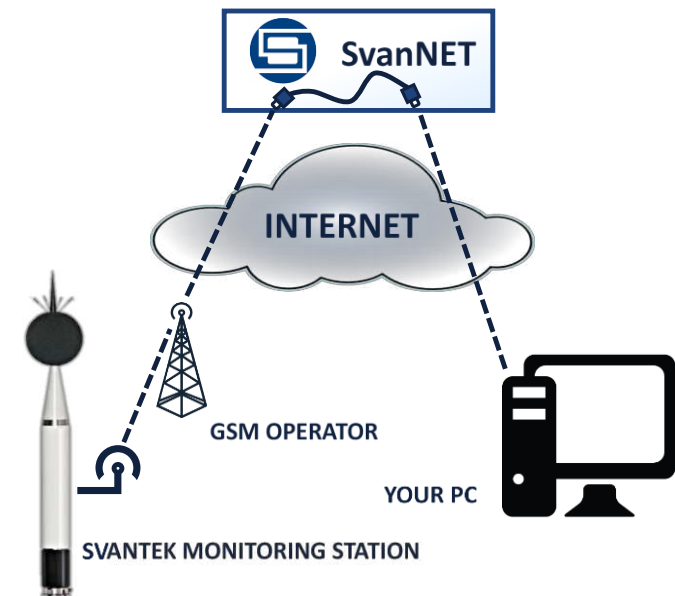 SvanNET
INTERNET
GSM OPERATOR
YOUR PC
SVANTEK MONITORING STATION